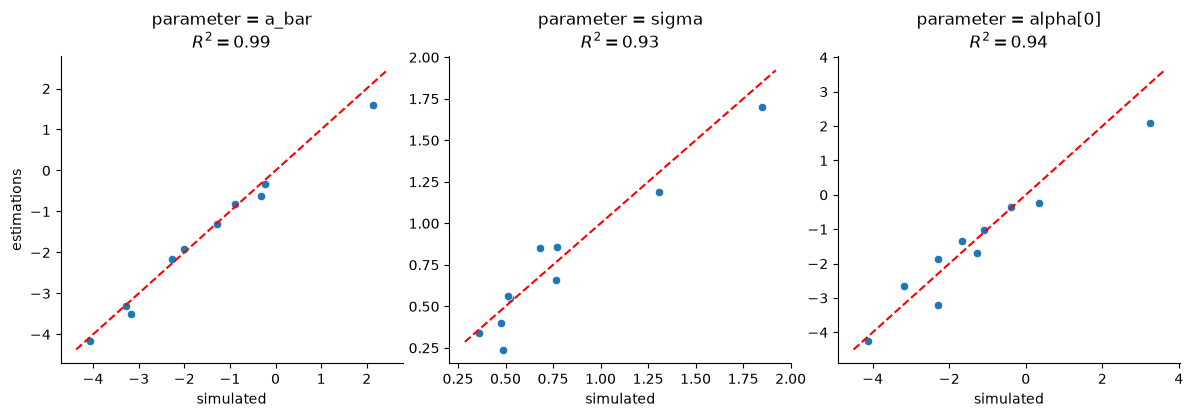 parameter = a_bar
R² = 0.99
2
1
0
−1
−2
−3
−4
estimations
−4 −3 −2 −1 0 1 2
simulated
parameter = sigma
R² = 0.93
2.00
1.75
1.50
1.25
1.00
0.75
0.50
0.25
0.25 0.50 0.75 1.00 1.25 1.50 1.75 2.00
simulated
parameter = alpha[0]
R² = 0.94
4
3
2
1
0
−1
−2
−3
−4
−4 −2 0 2 4
simulated